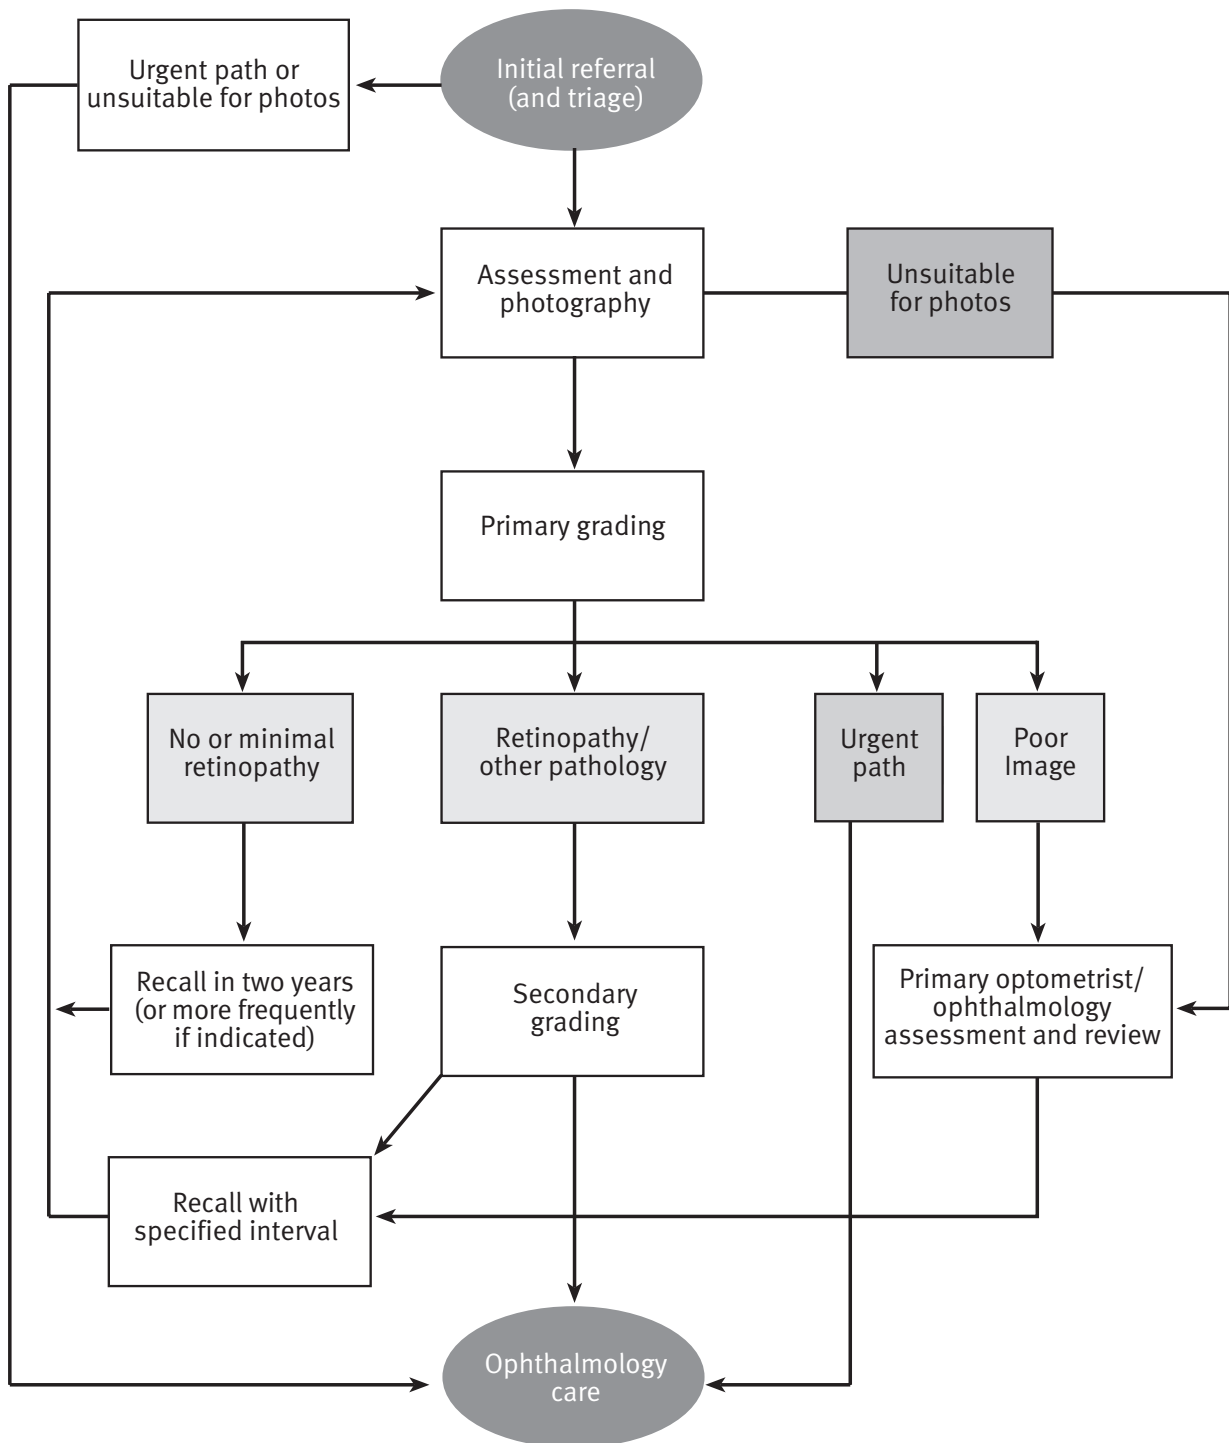 Urgent path or
unsuitable for photos
Initial referral
(and triage)
Assessment and
photography
Unsuitable
for photos
Primary grading
No or minimal
retinopathy
Retinopathy/
other pathology
Urgent
path
Poor
Image
Recall in two years
(or more frequently
if indicated)
Secondary
grading
Primary optometrist/
ophthalmology
assessment and review
Recall with
specified interval
Ophthalmology
care